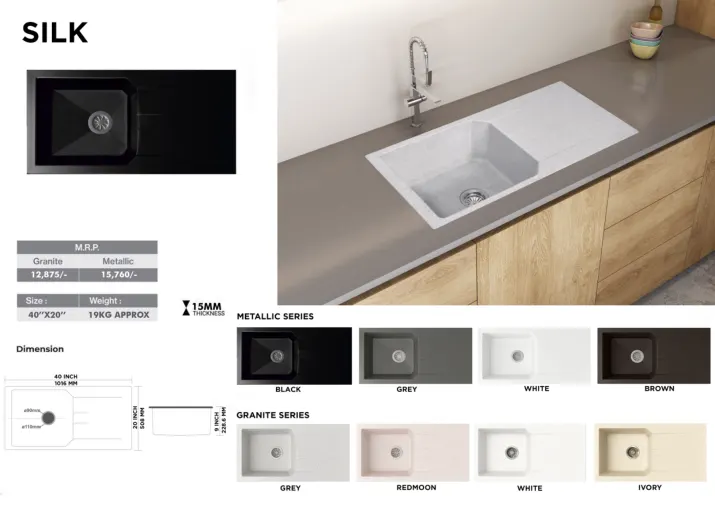 SILK
M.R.P.
Granite Metallic
12,875/- 15,760/-
Size : Weight :
40’’X20’’ 19KG APPROX
15MM
THICKNESS
Dimension
40 INCH
1016 MM
20 INCH
508 MM
9 INCH
228.6 MM
METALLIC SERIES
BLACK
GREY
WHITE
BROWN
GRANITE SERIES
GREY
REDMOON
WHITE
IVORY